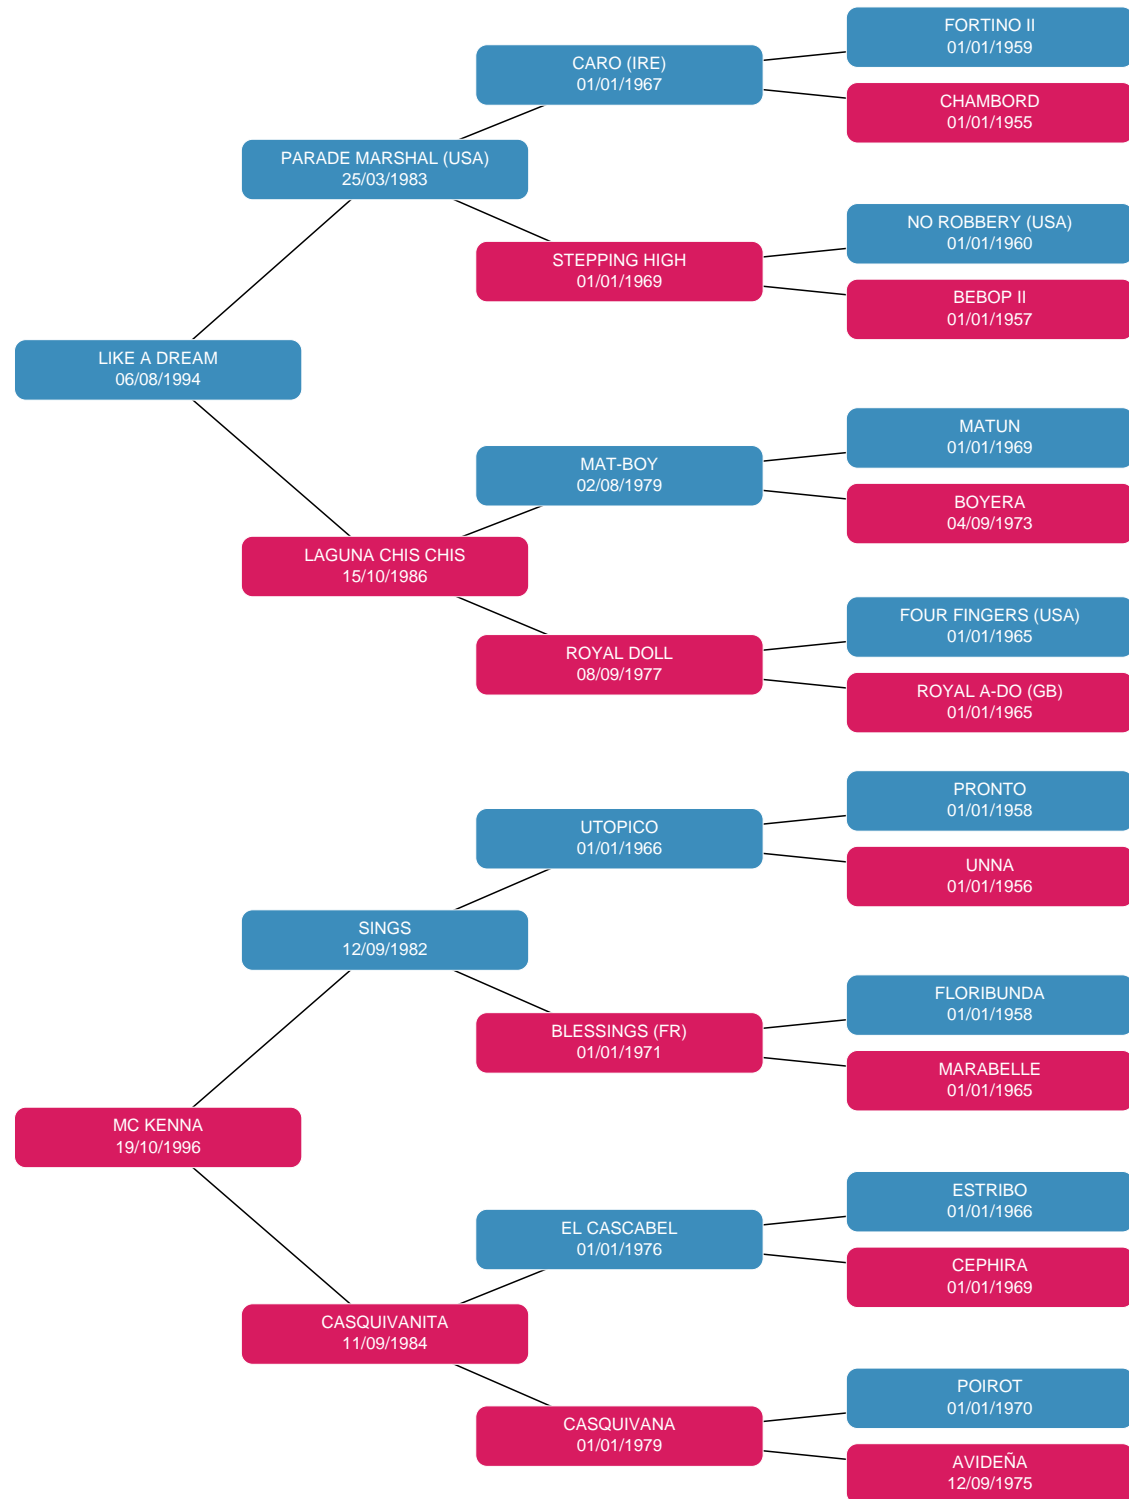 FORTINO II
01/01/1959
CARO (IRE)
01/01/1967
CHAMBORD
01/01/1955
PARADE MARSHAL (USA)
25/03/1983
NO ROBBERY (USA)
01/01/1960
STEPPING HIGH
01/01/1969
BEBOP II
01/01/1957
LIKE A DREAM
06/08/1994
MATUN
01/01/1969
MAT-BOY
02/08/1979
BOYERA
04/09/1973
LAGUNA CHIS CHIS
15/10/1986
FOUR FINGERS (USA)
01/01/1965
ROYAL DOLL
08/09/1977
ROYAL A-DO (GB)
01/01/1965
PRONTO
01/01/1958
UTOPICO
01/01/1966
UNNA
01/01/1956
SINGS
12/09/1982
FLORIBUNDA
01/01/1958
BLESSINGS (FR)
01/01/1971
MARABELLE
01/01/1965
MC KENNA
19/10/1996
ESTRIBO
01/01/1966
EL CASCABEL
01/01/1976
CEPHIRA
01/01/1969
CASQUIVANITA
11/09/1984
POIROT
01/01/1970
CASQUIVANA
01/01/1979
AVIDEÑA
12/09/1975